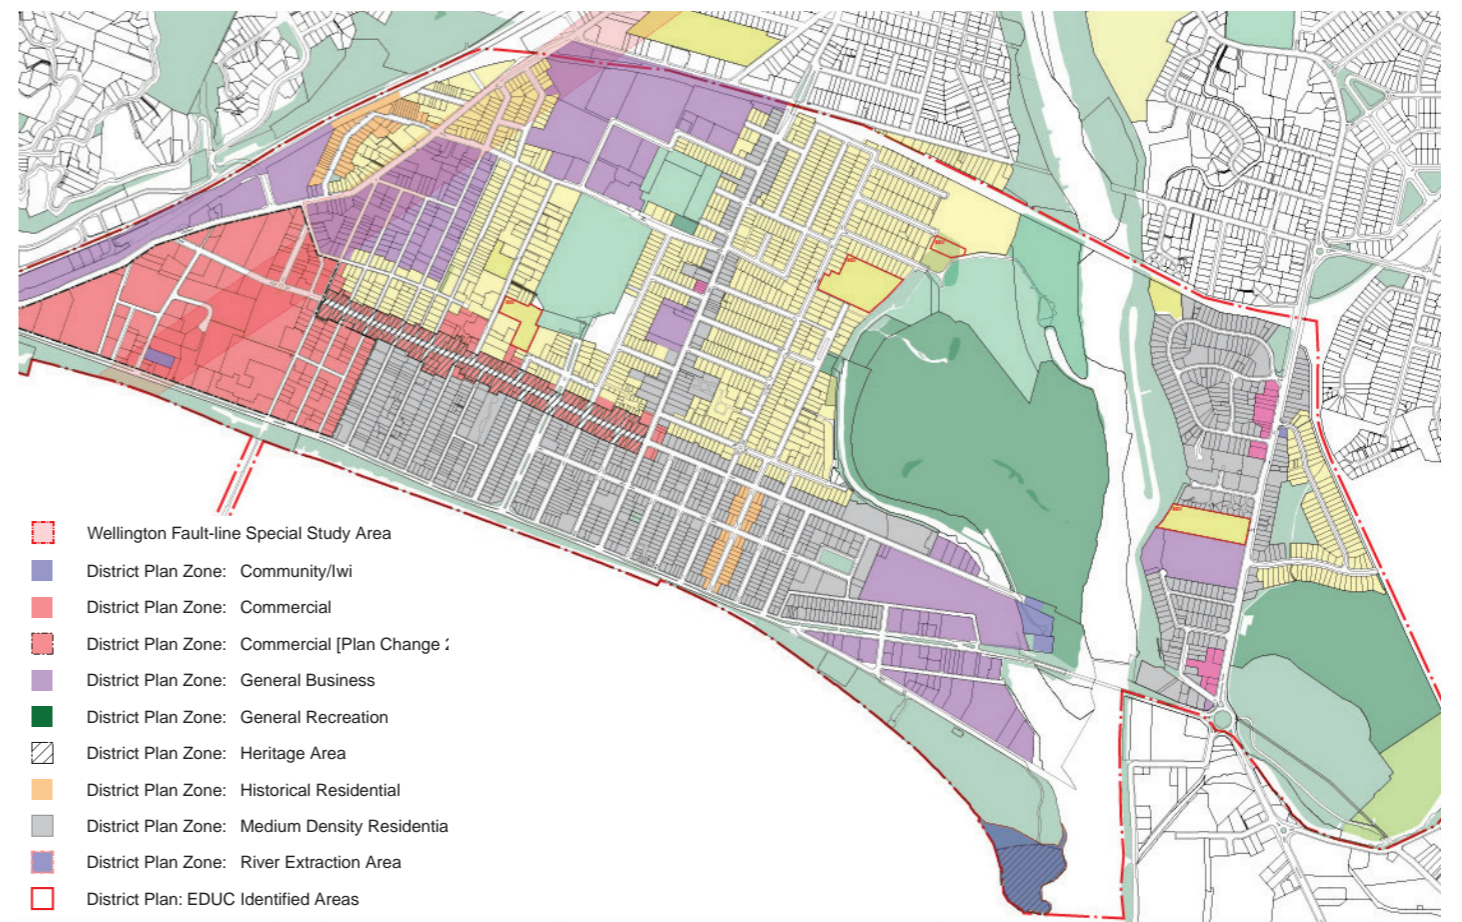 Wellington Fault-line Special Study Area
District Plan Zone: Community/Iwi
District Plan Zone: Commercial
District Plan Zone: Commercial [Plan Change
District Plan Zone: General Business
District Plan Zone: General Recreation
District Plan Zone: Heritage Area
District Plan Zone: Historical Residential
District Plan Zone: Medium Density Residentia
District Plan Zone: River Extraction Area
District Plan: EDUC Identified Areas